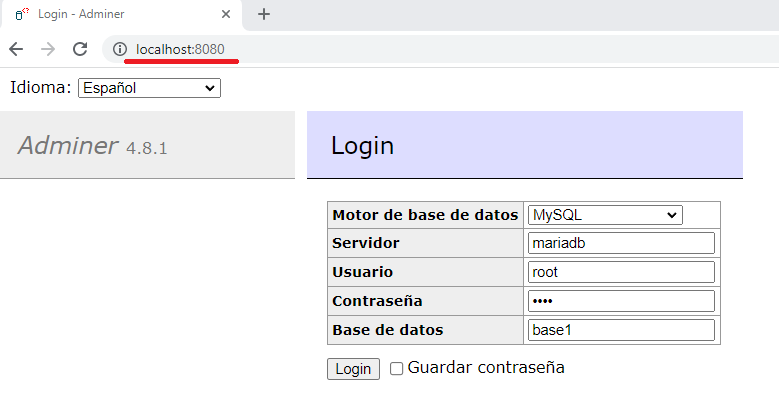 Login - Adminer
localhost:8080
Idioma: Español
Adminer 4.8.1
Login
Motor de base de datos MySQL
Servidor mariadb
Usuario root
Contraseña ••••
Base de datos base1
Login Guardar contraseña